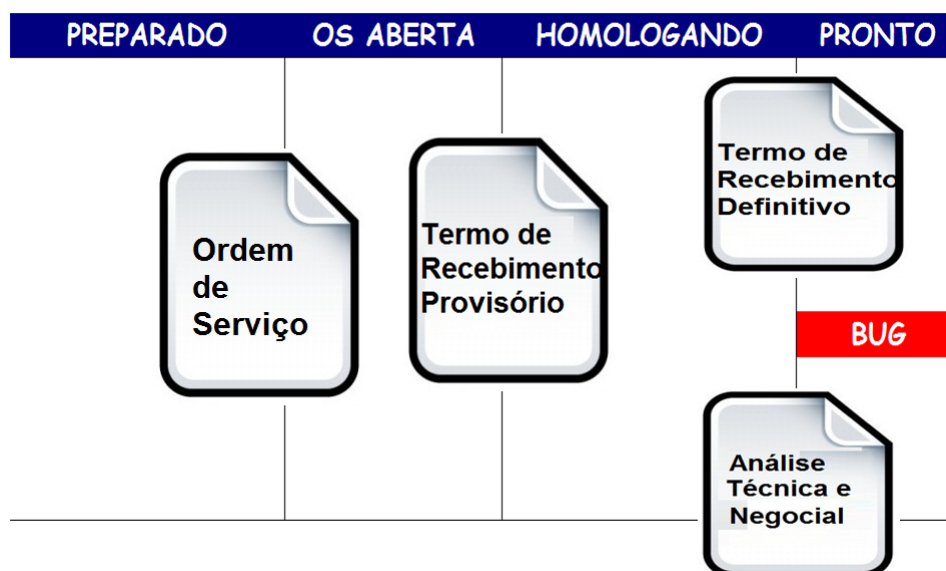 PREPARADO OS ABERTA HOMOLOGANDO PRONTO
Ordem
de
Serviço
Termo de
Recebimento
Provisório
Termo de
Recebimento
Definitivo
BUG
Análise
Técnica e
Negocial